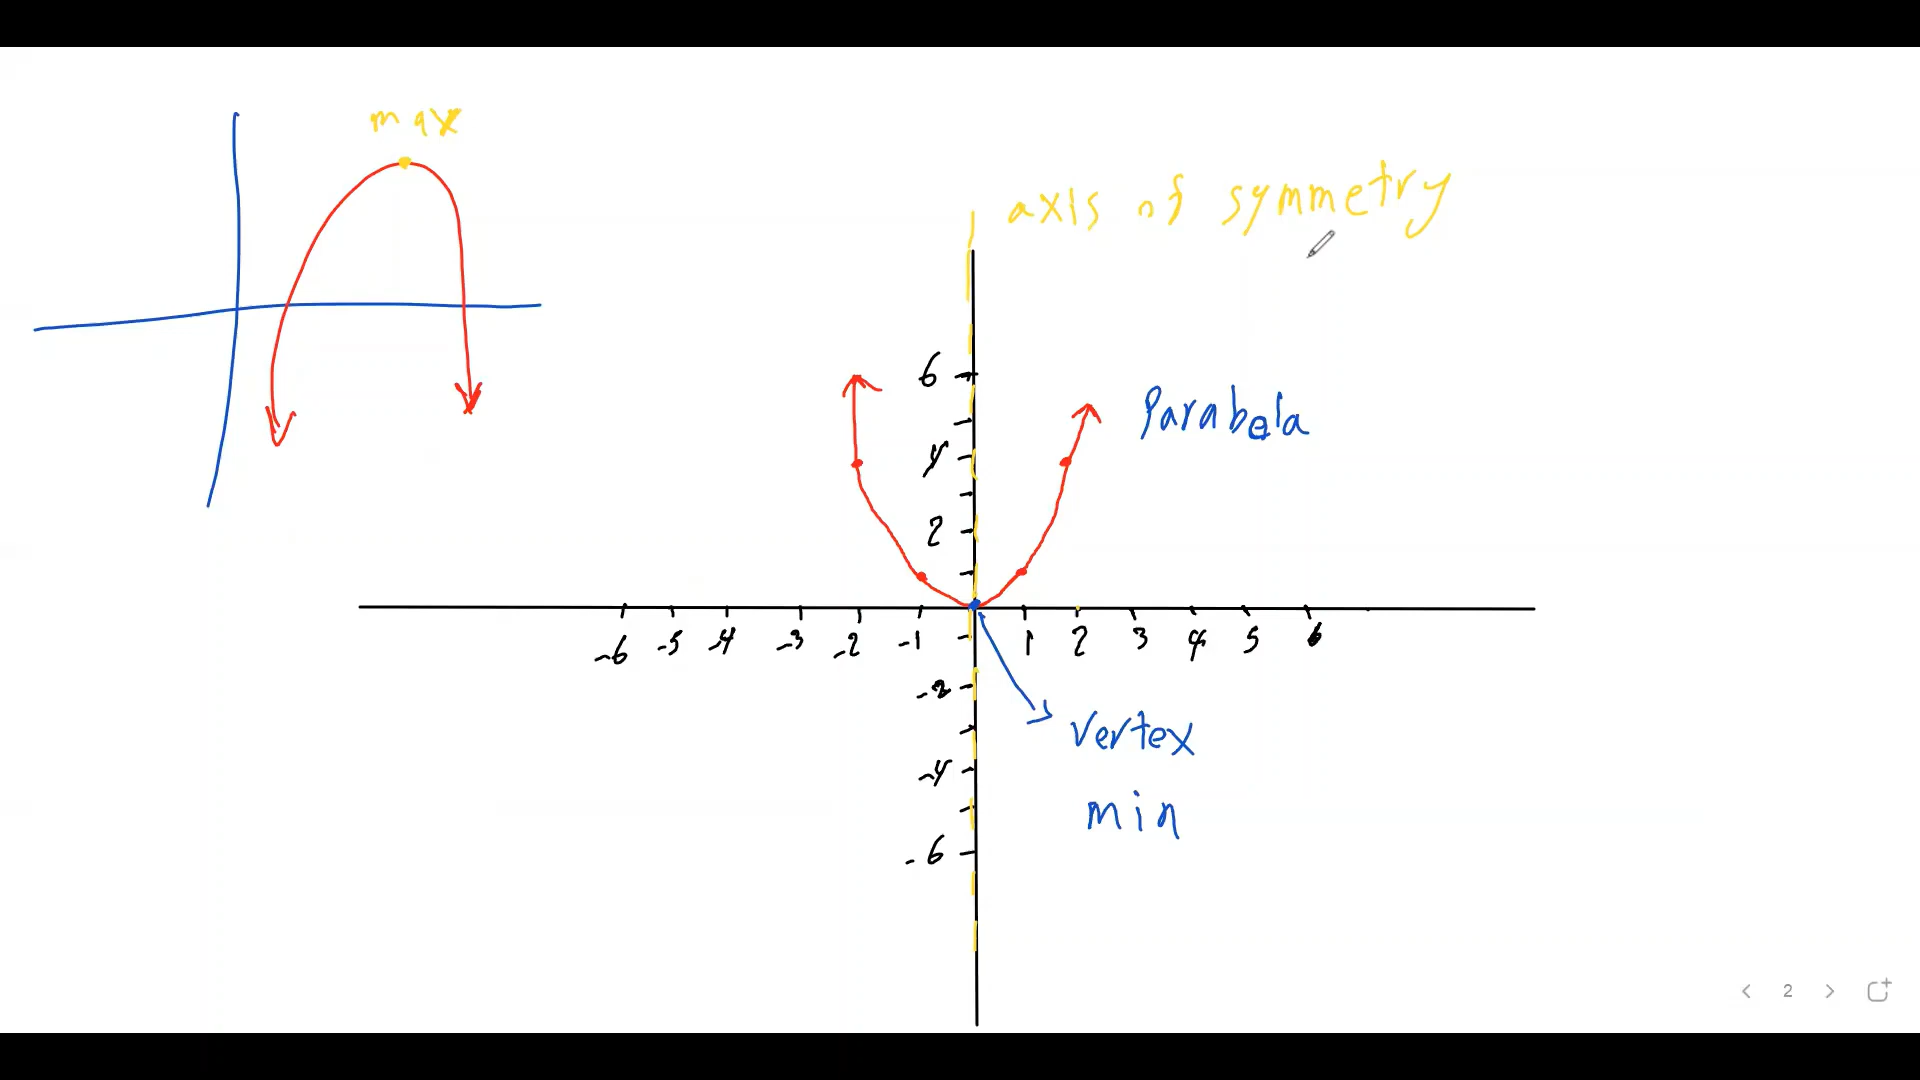 max
axis of symmetry
6
Parabola
4
2
-6 -5 -4 -3 -2 -1 1 2 3 4 5 6
-2
Vertex
-4
min
-6
2